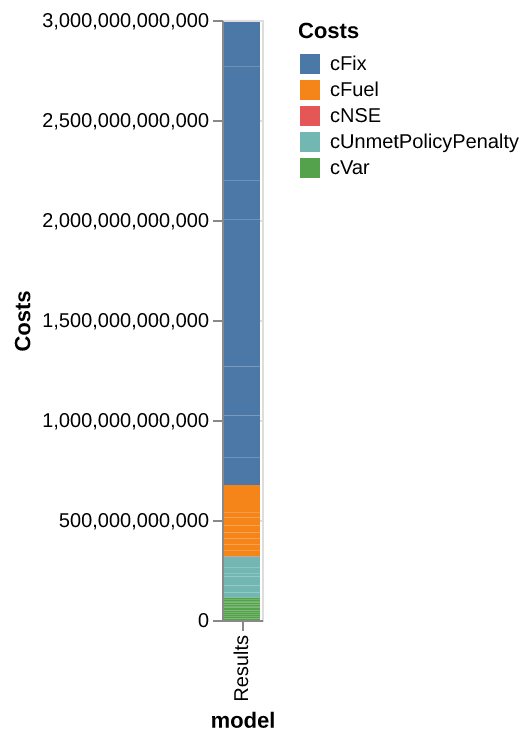 Costs
cFix
cFuel
cNSE
cUnmetPolicyPenalty
cVar
3,000,000,000,000
2,500,000,000,000
2,000,000,000,000
1,500,000,000,000
1,000,000,000,000
500,000,000,000
0
Costs
Results
model